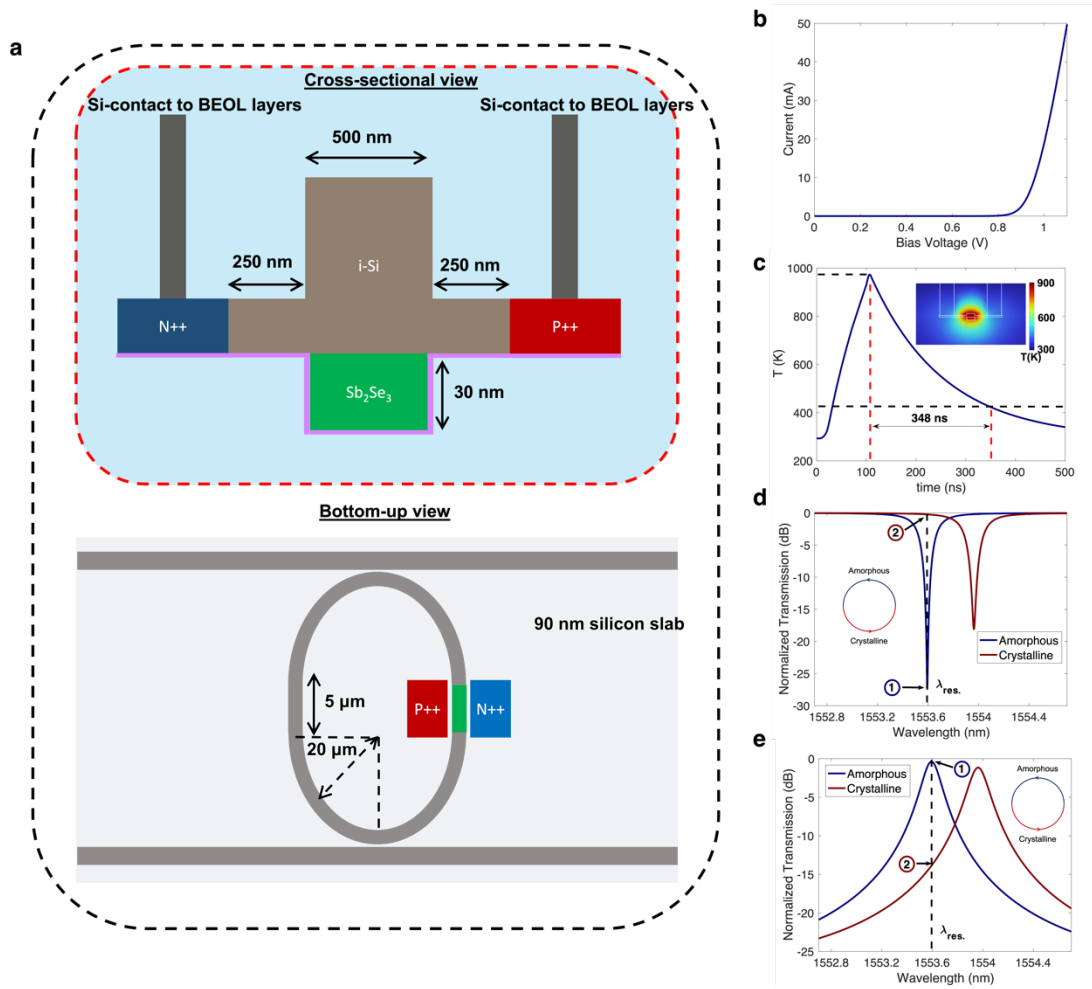 a
Cross-sectional view
Si-contact to BEOL layers
Si-contact to BEOL layers
500 nm
250 nm
250 nm
i-Si
N++
P++
Sb₂Se₃
30 nm
Bottom-up view
90 nm silicon slab
5 μm
20 μm
P++
N++
b
50
40
30
20
10
0
Current (mA)
0
0.2
0.4
0.6
0.8
1
Bias Voltage (V)
c
1000
800
600
400
200
T (K)
348 ns
900
600
300
T(K)
0
100
200
300
400
500
time (ns)
d
0
-5
-10
-15
-20
-25
-30
Normalized Transmission (dB)
2
Amorphous
Crystalline
Amorphous
Crystalline
1
λres.
1552.8
1553.2
1553.6
1554
1554.4
Wavelength (nm)
e
0
-5
-10
-15
-20
-25
Normalized Transmission (dB)
Amorphous
Crystalline
1
Amorphous
Crystalline
2
λres.
1552.8
1553.2
1553.6
1554
1554.4
Wavelength (nm)